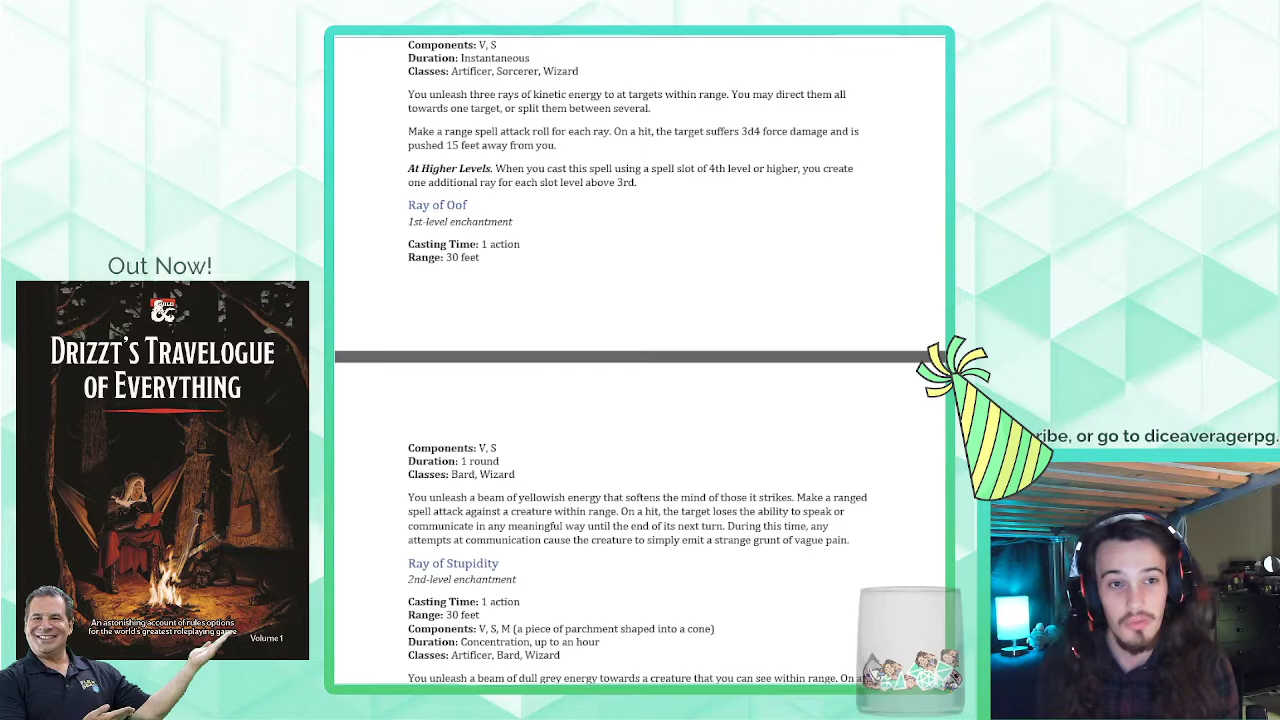 Components: V, S
Duration: Instantaneous
Classes: Artificer, Sorcerer, Wizard
You unleash three rays of kinetic energy to at targets within range. You may direct them all
towards one target, or split them between several.
Make a range spell attack roll for each ray. On a hit, the target suffers 3d4 force damage and is
pushed 15 feet away from you.
At Higher Levels. When you cast this spell using a spell slot of 4th level or higher, you create
one additional ray for each slot level above 3rd.
Ray of Oof
1st-level enchantment
Casting Time: 1 action
Range: 30 feet
Components: V, S
Duration: 1 round
Classes: Bard, Wizard
You unleash a beam of yellowish energy that softens the mind of those it strikes. Make a ranged
spell attack against a creature within range. On a hit, the target loses the ability to speak or
communicate in any meaningful way until the end of its next turn. During this time, any
attempts at communication cause the creature to simply emit a strange grunt of vague pain.
Ray of Stupidity
2nd-level enchantment
Casting Time: 1 action
Range: 30 feet
Components: V, S, M (a piece of parchment shaped into a cone)
Duration: Concentration, up to an hour
Classes: Artificer, Bard, Wizard
You unleash a beam of dull grey energy towards a creature that you can see within range. On a
Out Now!
DRIZZT'S TRAVELOGUE
OF EVERYTHING
An astonishing account of rules options
for the world's greatest roleplaying game
Volume 1
ribe, or go to diceaveragerpg.